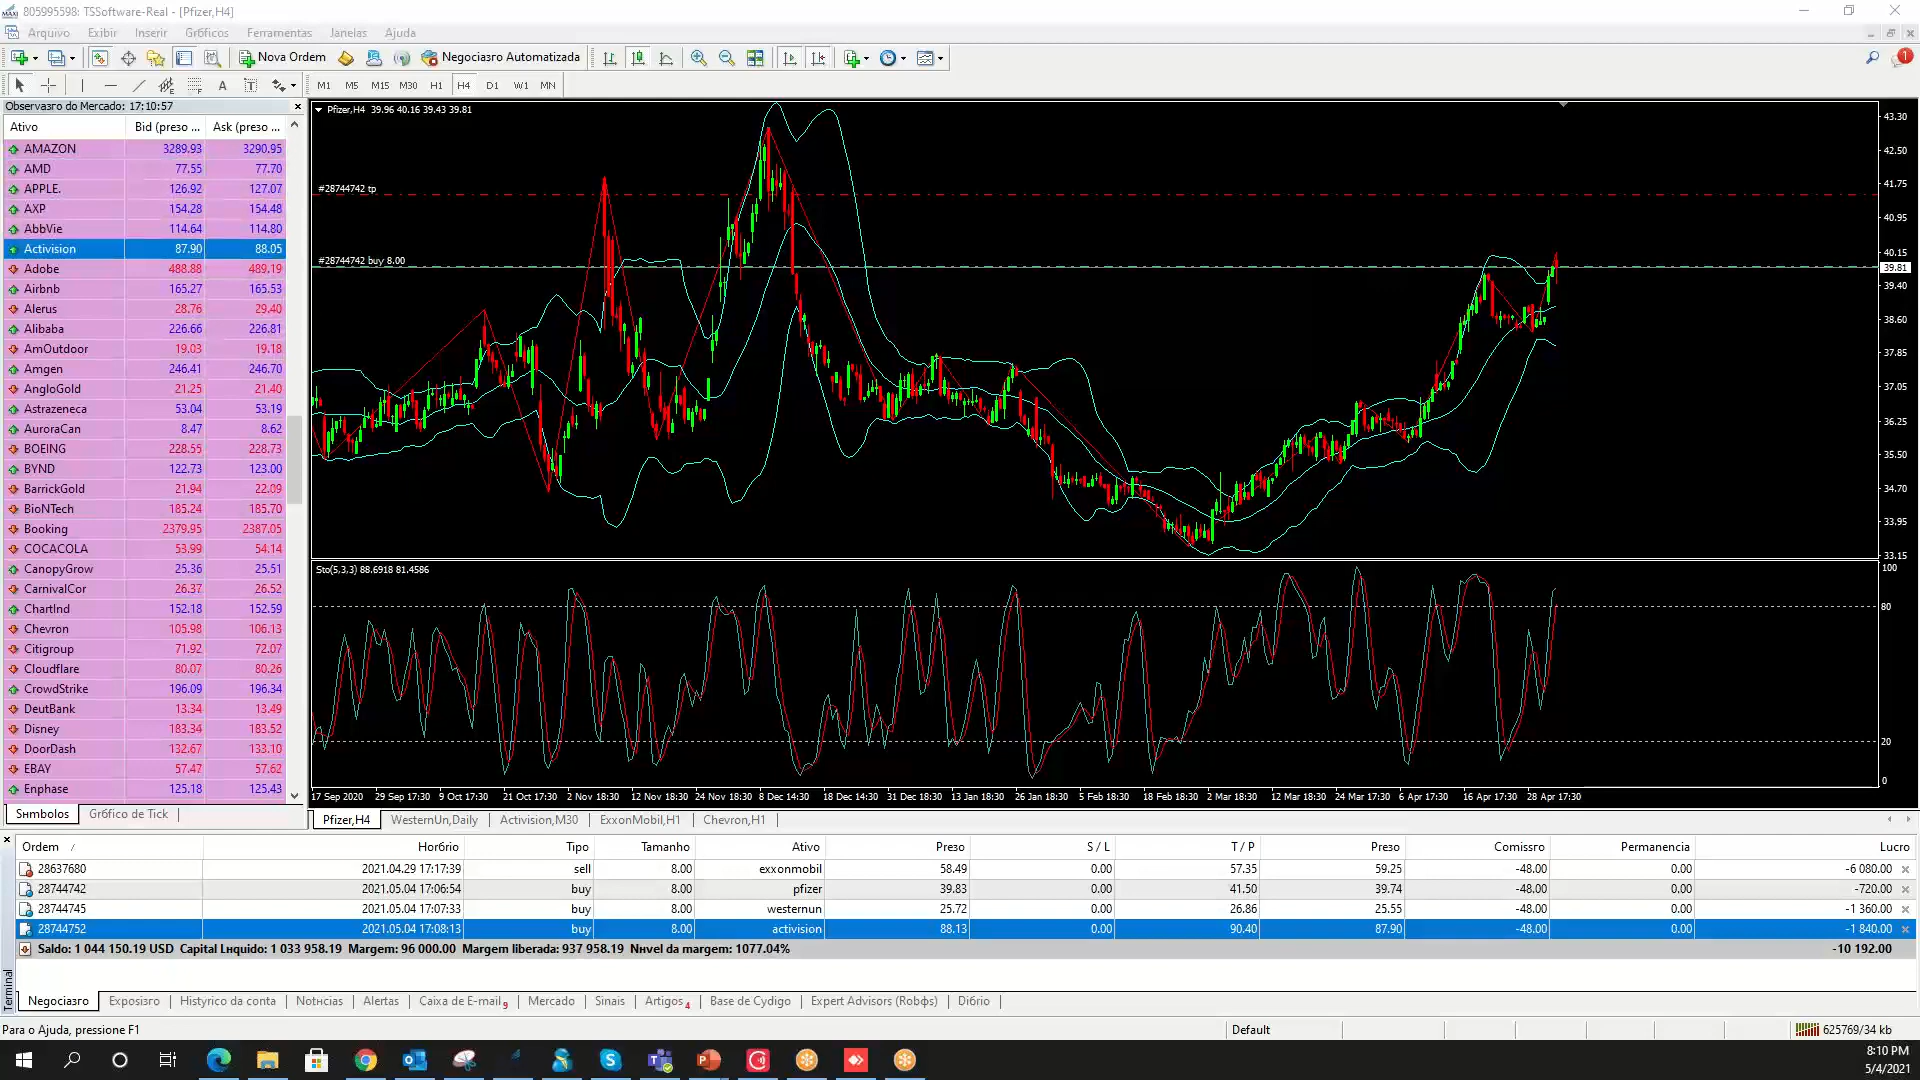 805995598: TSSoftware-Real - [Pfizer,H4]
Arquivo Exibir Inserir Grбficos Ferramentas Janelas Ajuda
Nova Ordem Negociasгo Automatizada 1
A T M1 M5 M15 M30 H1 H4 D1 W1 MN
Observaзгo do Mercado: 17:10:57
Ativo Bid (preзo ... Ask (preзo ...
AMAZON 3289.93 3290.95
AMD 77.55 77.70
APPLE. 126.92 127.07
AXP 154.28 154.48
AbbVie 114.64 114.80
Activision 87.90 88.05
Adobe 488.88 489.19
Airbnb 165.27 165.53
Alerus 28.76 29.40
Alibaba 226.66 226.81
AmOutdoor 19.03 19.18
Amgen 246.41 246.70
AngloGold 21.25 21.40
Astrazeneca 53.04 53.19
AuroraCan 8.47 8.62
BOEING 228.55 228.73
BYND 122.73 123.00
BarrickGold 21.94 22.09
BioNTech 185.24 185.70
Booking 2379.95 2387.05
COCACOLA 53.99 54.14
CanopyGrow 25.36 25.51
CarnivalCor 26.37 26.52
ChartInd 152.18 152.59
Chevron 105.98 106.13
Citigroup 71.92 72.07
Cloudflare 80.07 80.26
CrowdStrike 196.09 196.34
DeutBank 13.34 13.49
Disney 183.34 183.52
DoorDash 132.67 133.10
EBAY 57.47 57.62
Enphase 125.18 125.43
Sнmbolos Grбfico de Tick
Pfizer,H4 39.96 40.16 39.43 39.81
#28744742 tp
#28744742 buy 8.00
43.30
42.50
41.75
40.95
40.15
39.81
39.40
38.60
37.85
37.05
36.25
35.50
34.70
33.95
33.15
Sto(5,3,3) 88.6918 81.4586
100
80
20
0
17 Sep 2020 29 Sep 17:30 9 Oct 17:30 21 Oct 17:30 2 Nov 18:30 12 Nov 18:30 24 Nov 18:30 8 Dec 14:30 18 Dec 14:30 31 Dec 18:30 13 Jan 18:30 26 Jan 18:30 5 Feb 18:30 18 Feb 18:30 2 Mar 18:30 12 Mar 18:30 24 Mar 17:30 6 Apr 17:30 16 Apr 17:30 28 Apr 17:30
Pfizer,H4 WesternUn,Daily Activision,M30 ExxonMobil,H1 Chevron,H1
Ordem Horбrio Tipo Tamanho Ativo Preзo S / L T / P Preзo Comissгo Permanencia Lucro
28637680 2021.04.29 17:17:39 sell 8.00 exxonmobil 58.49 0.00 57.35 59.25 -48.00 0.00 -6 080.00
28744742 2021.05.04 17:06:54 buy 8.00 pfizer 39.83 0.00 41.50 39.74 -48.00 0.00 -720.00
28744745 2021.05.04 17:07:33 buy 8.00 westernun 25.72 0.00 26.86 25.55 -48.00 0.00 -1 360.00
28744752 2021.05.04 17:08:13 buy 8.00 activision 88.13 0.00 90.40 87.90 -48.00 0.00 -1 840.00
Saldo: 1 044 150.19 USD Capital Lнquido: 1 033 958.19 Margem: 96 000.00 Margem liberada: 937 958.19 Nнvel da margem: 1077.04% -10 192.00
Terminal
Negociaзгo Exposiзгo Histуrico da conta Notнcias Alertas Caixa de E-mail 9 Mercado Sinais Artigos 4 Base de Cуdigo Expert Advisors (Robфs) Diбrio
Para o Ajuda, pressione F1 Default 625769/34 kb
8:10 PM
5/4/2021